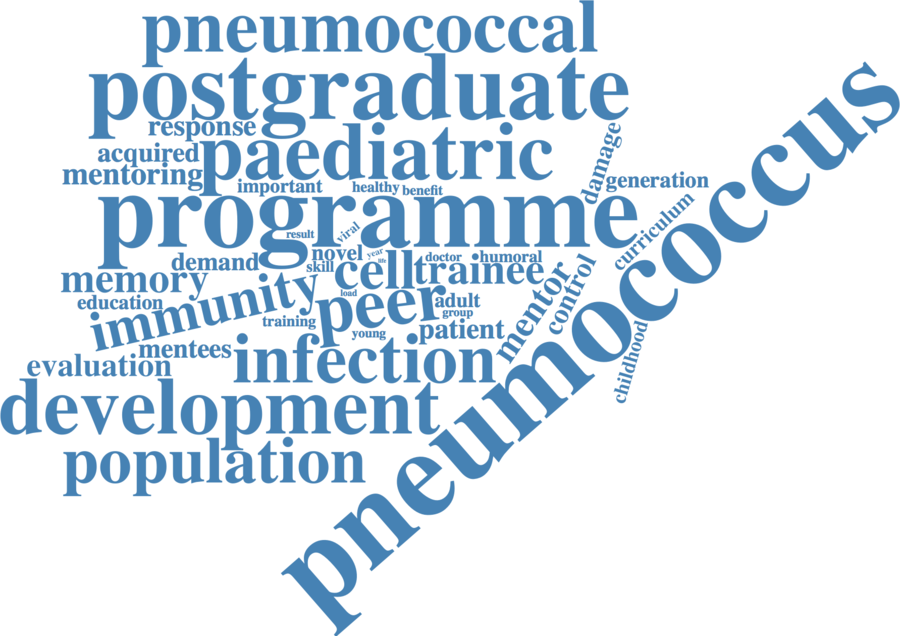 pneumococcal
postgraduate
response
paediatric
acquired
mentoring
important
healthy
benefit
damage
generation
programme
pneumococcus
curriculum
result
viral
novel
year
life
doctor
humoral
demand
skill
cell
trainee
memory
immunity
education
load
peer
adult
group
mentor
control
training
young
patient
childhood
mentees
infection
evaluation
development
population